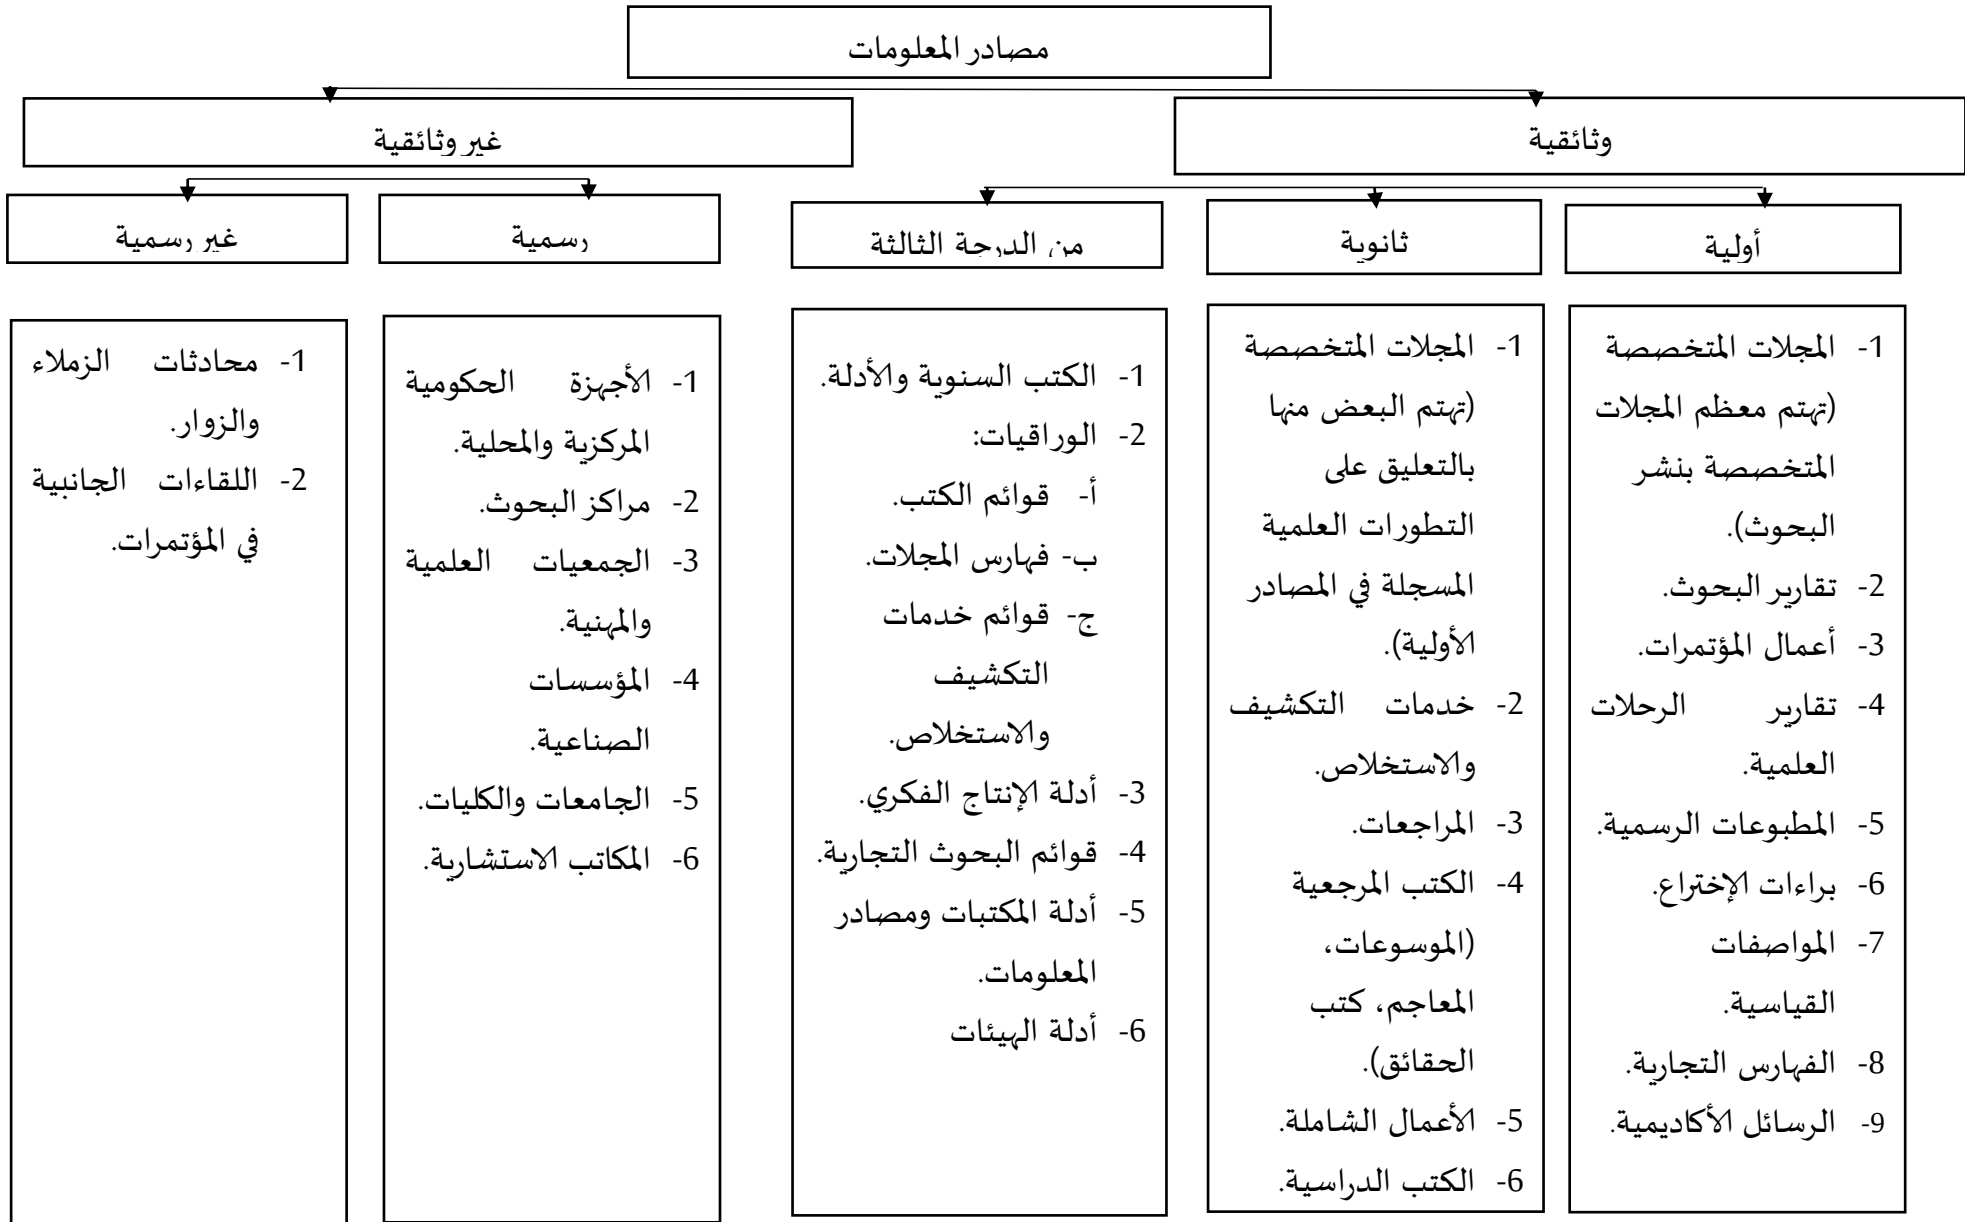 مصادر المعلومات
وثائقية
غير وثائقية
أولية
ثانوية
من الدرجة الثالثة
رسمية
غير رسمية
1- المجلات المتخصصة
(تهتم معظم المجلات
المتخصصة بنشر
البحوث).
2- تقارير البحوث.
3- أعمال المؤتمرات.
4- تقارير الرحلات
العلمية.
5- المطبوعات الرسمية.
6- براءات الإختراع.
7- المواصفات
القياسية.
8- الفهارس التجارية.
9- الرسائل الأكاديمية.
1- المجلات المتخصصة
(تهتم البعض منها
بالتعليق على
التطورات العلمية
المسجلة في المصادر
الأولية).
2- خدمات التكشيف
والاستخلاص.
3- المراجعات.
4- الكتب المرجعية
(الموسوعات،
المعاجم، كتب
الحقائق).
5- الأعمال الشاملة.
6- الكتب الدراسية.
1- الكتب السنوية والأدلة.
2- الوراقيات:
أ- قوائم الكتب.
ب- فهارس المجلات.
ج- قوائم خدمات
التكشيف
والاستخلاص.
3- أدلة الإنتاج الفكري.
4- قوائم البحوث التجارية.
5- أدلة المكتبات ومصادر
المعلومات.
6- أدلة الهيئات
1- الأجهزة الحكومية
المركزية والمحلية.
2- مراكز البحوث.
3- الجمعيات العلمية
والمهنية.
4- المؤسسات
الصناعية.
5- الجامعات والكليات.
6- المكاتب الاستشارية.
1- محادثات الزملاء
والزوار.
2- اللقاءات الجانبية
في المؤتمرات.